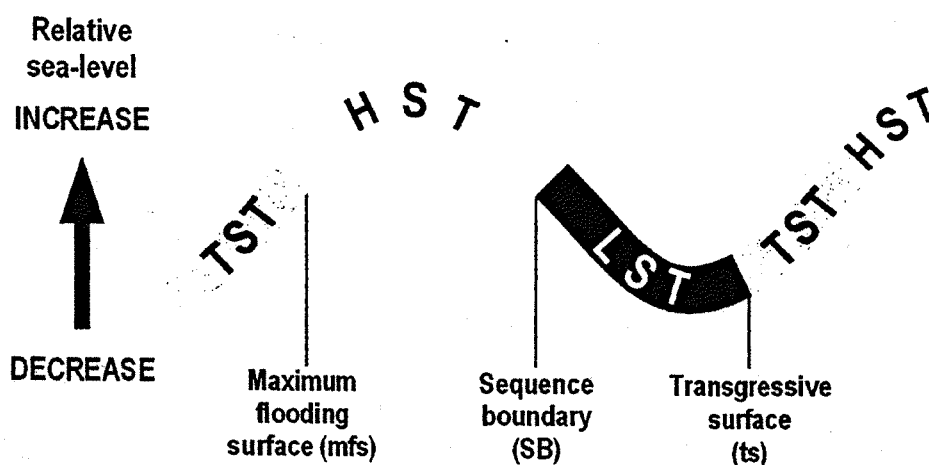 Relative
sea-level
INCREASE
DECREASE
TST
HST
LST
TST
HST
Maximum
flooding
surface (mfs)
Sequence
boundary
(SB)
Transgressive
surface
(ts)